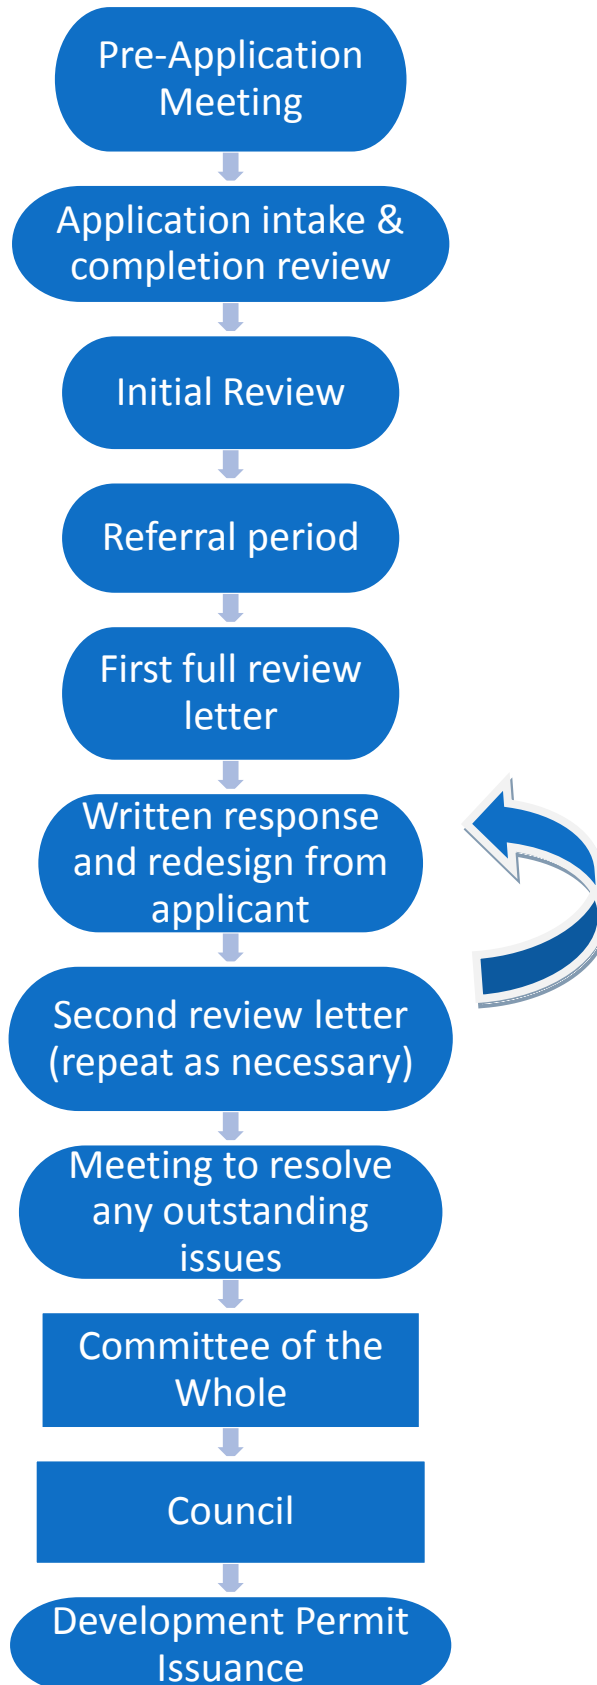 Pre-Application
Meeting
Application intake &
completion review
Initial Review
Referral period
First full review
letter
Written response
and redesign from
applicant
Second review letter
(repeat as necessary)
Meeting to resolve
any outstanding
issues
Committee of the
Whole
Council
Development Permit
Issuance